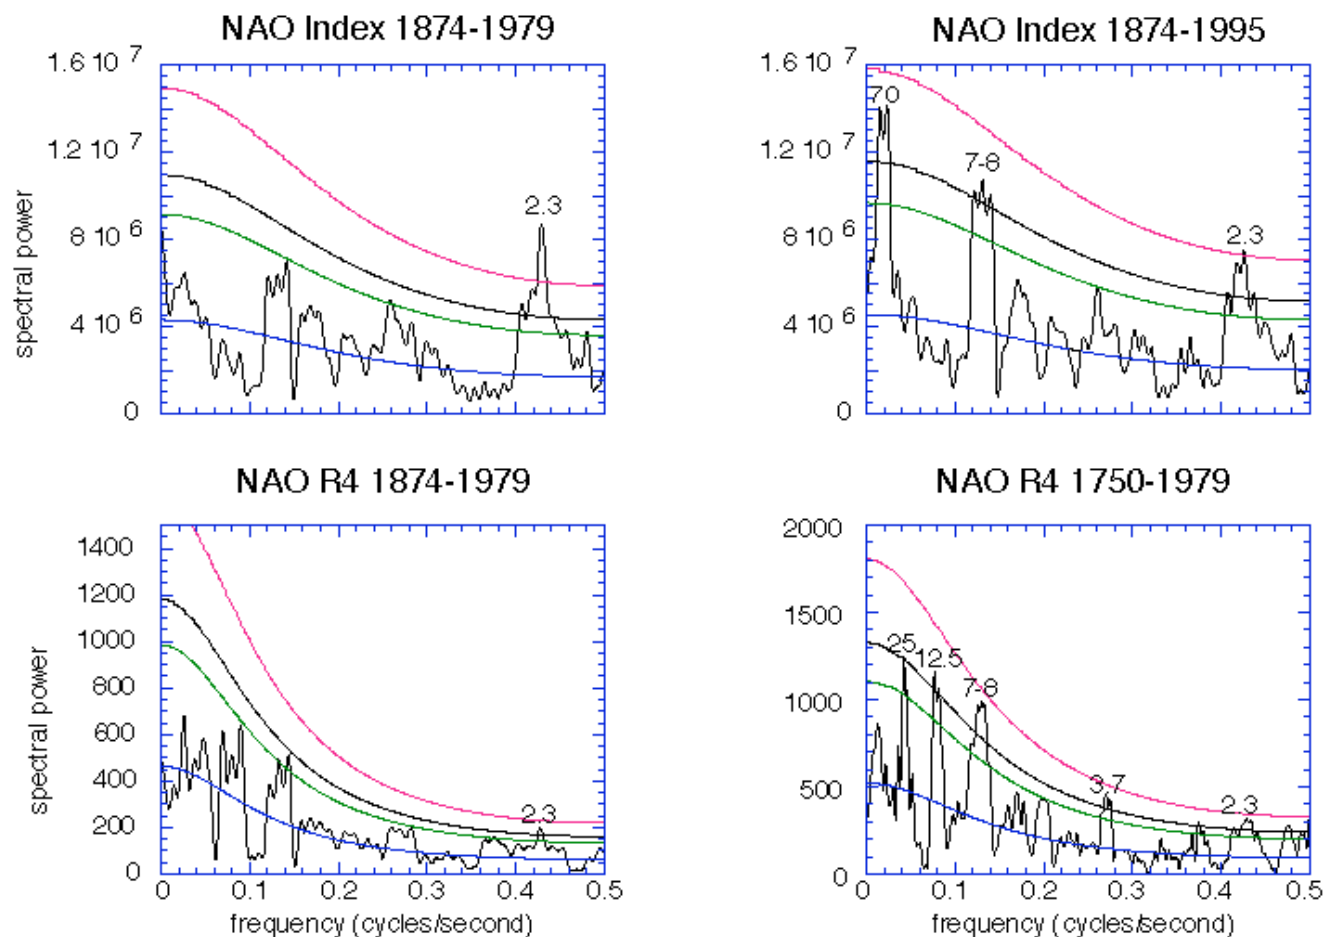 NAO Index 1874-1979
1.6 10 7
1.2 10 7
8 10 6
4 10 6
0
spectral power
2.3
NAO Index 1874-1995
1.6 10 7
1.2 10 7
8 10 6
4 10 6
0
70
7-8
2.3
NAO R4 1874-1979
1400
1200
1000
800
600
400
200
0
spectral power
2.3
0 0.1 0.2 0.3 0.4 0.5
frequency (cycles/second)
NAO R4 1750-1979
2000
1500
1000
500
0
25
12.5
7-8
3.7
2.3
0 0.1 0.2 0.3 0.4 0.5
frequency (cycles/second)